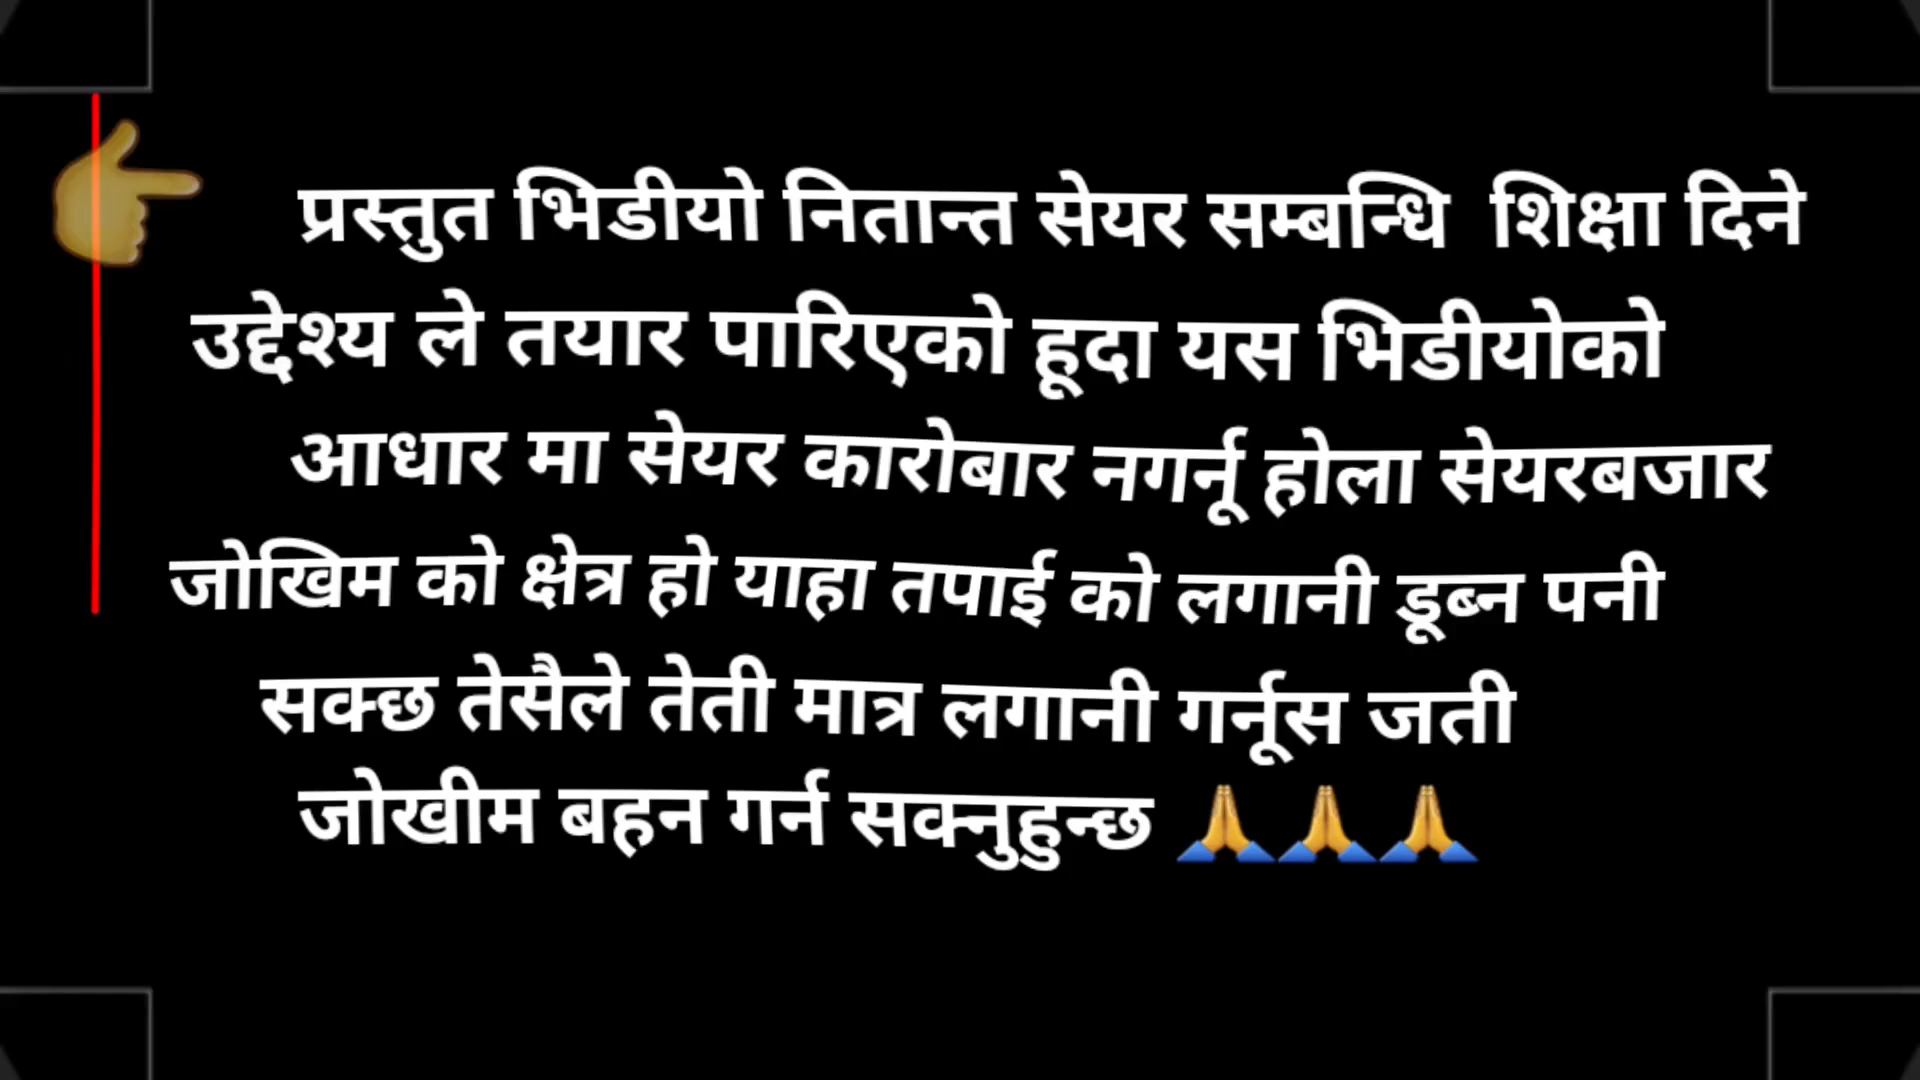 👉 प्रस्तुत भिडीयो नितान्त सेयर सम्बन्धि शिक्षा दिने
उद्देश्य ले तयार पारिएको हूदा यस भिडीयोको
आधार मा सेयर कारोबार नगर्नू होला सेयरबजार
जोखिम को क्षेत्र हो याहा तपाई को लगानी डूब्न पनी
सक्छ तेसैले तेती मात्र लगानी गर्नूस जती
जोखीम बहन गर्न सक्नुहुन्छ 🙏🙏🙏